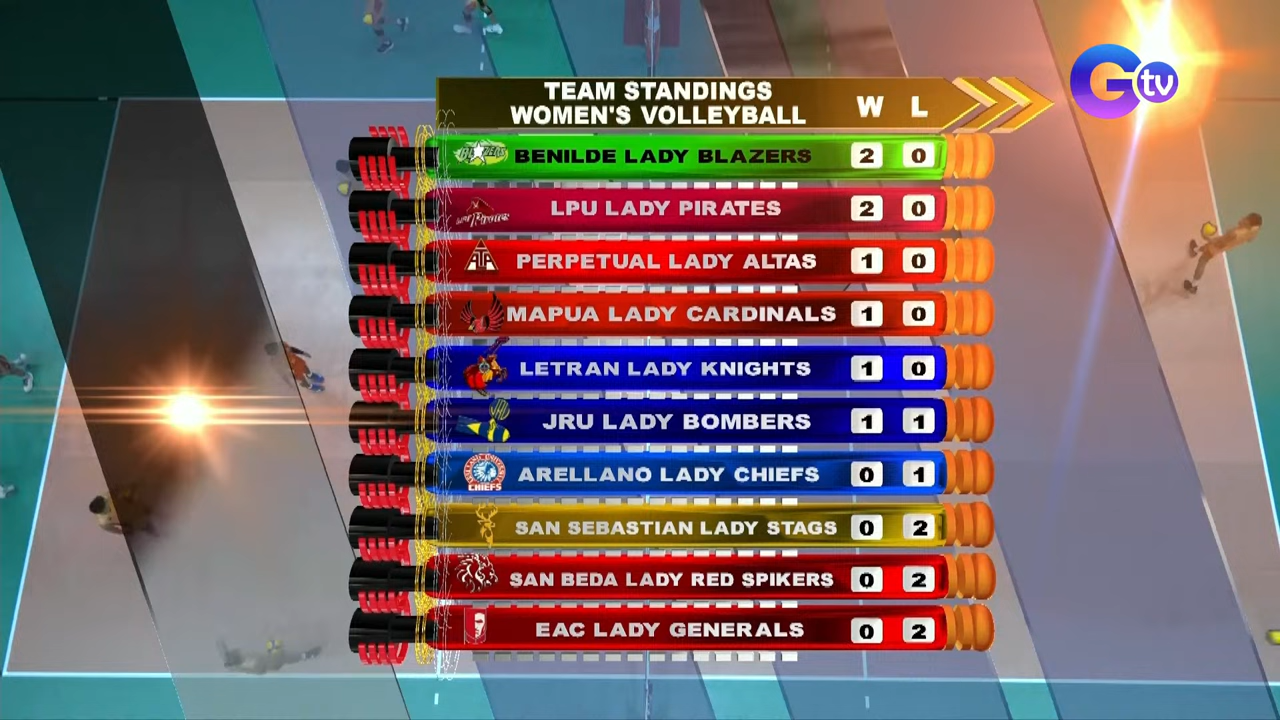 TEAM STANDINGS
WOMEN'S VOLLEYBALL W L
Gtv
BENILDE LADY BLAZERS 2 0
LPU LADY PIRATES 2 0
PERPETUAL LADY ALTAS 1 0
MAPUA LADY CARDINALS 1 0
LETRAN LADY KNIGHTS 1 0
JRU LADY BOMBERS 1 1
CHIEFS ARELLANO LADY CHIEFS 0 1
SAN SEBASTIAN LADY STAGS 0 2
SAN BEDA LADY RED SPIKERS 0 2
EAC LADY GENERALS 0 2